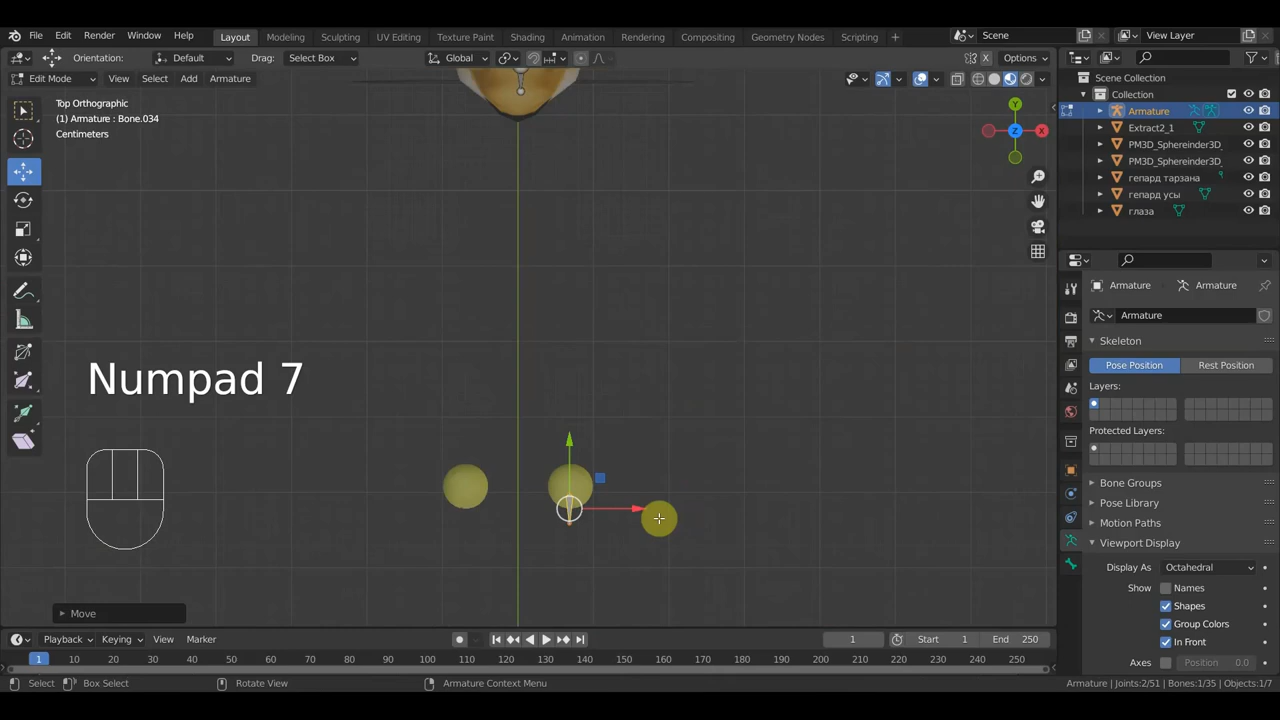 File Edit Render Window Help Layout Modeling Sculpting UV Editing Texture Paint Shading Animation Rendering Compositing Geometry Nodes Scripting Scene View Layer
Orientation: Default Drag: Select Box Global Options
Edit Mode View Select Add Armature
Top Orthographic
(1) Armature : Bone.034
Centimeters
Y
Z
X
Scene Collection
Collection
Armature
Extract2_1
PM3D_Sphereinder3D_
PM3D_Sphereinder3D_
гепард тарзана
гепард усы
глаза
Armature Armature
Armature
Skeleton
Pose Position Rest Position
Layers:
Protected Layers:
Bone Groups
Pose Library
Motion Paths
Viewport Display
Display As Octahedral
Show Names
Shapes
Group Colors
In Front
Axes Position 0.0
Numpad 7
Move
Playback Keying View Marker 1 Start 1 End 250
1 10 20 30 40 50 60 70 80 90 100 110 120 130 140 150 160 170 180 190 200 210 220 230 240 250
Select Box Select Rotate View Armature Context Menu Armature | Joints:2/51 | Bones:1/35 | Objects:1/7